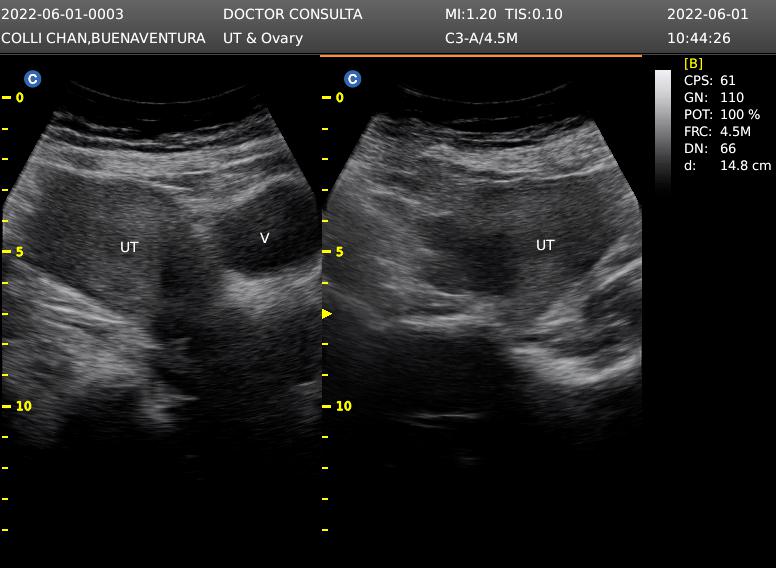 2022-06-01-0003 DOCTOR CONSULTA MI:1.20 TIS:0.10 2022-06-01
COLLI CHAN,BUENAVENTURA UT & Ovary C3-A/4.5M 10:44:26
C C [B]
0 0 CPS: 61
GN: 110
POT: 100 %
FRC: 4.5M
DN: 66
d: 14.8 cm
UT V UT
5 5
10 10